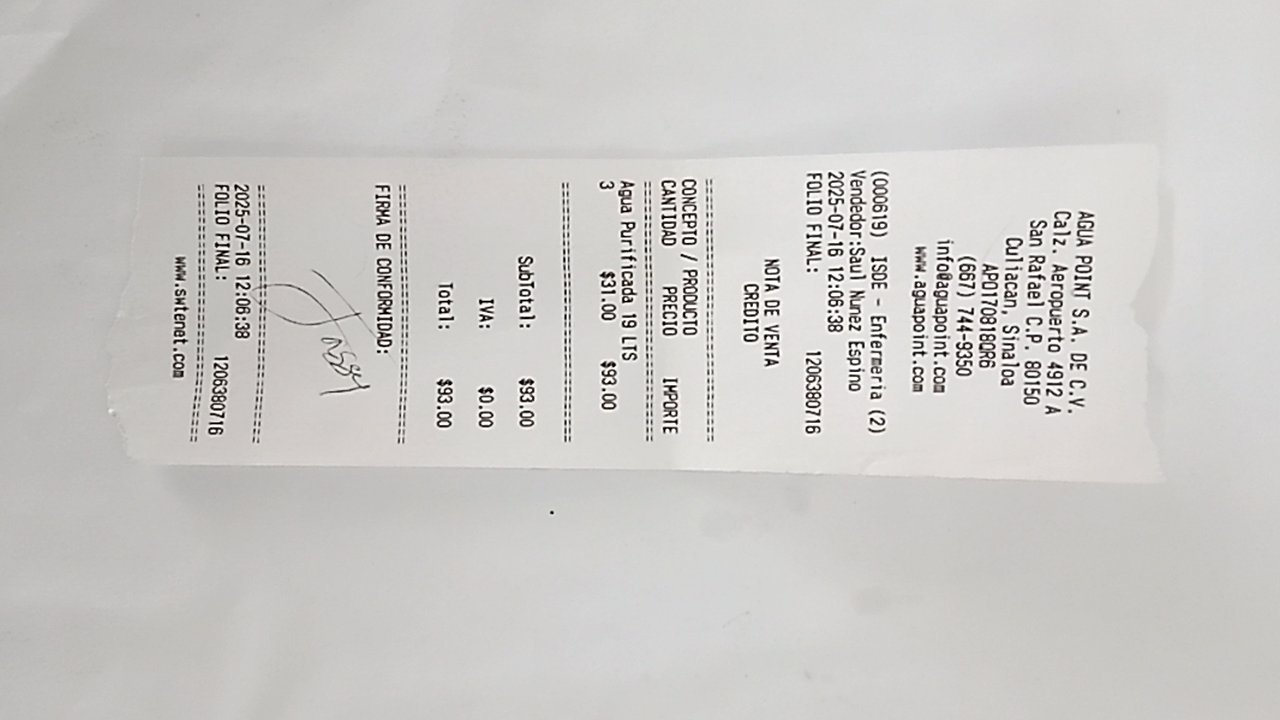 AGUA POINT S.A. DE C.V.
Calz. Aeropuerto 4912 A
San Rafael C.P. 80150
Culiacan, Sinaloa
APO170818QR6
(667) 744-9350
info@aguapoint.com
www.aguapoint.com
(000619) ISDE - Enfermeria (2)
Vendedor:Saul Nunez Espino
2025-07-16 12:06:38
FOLIO FINAL: 1206380716
NOTA DE VENTA
CREDITO
CONCEPTO / PRODUCTO
CANTIDAD PRECIO IMPORTE
Agua Purificada 19 LTS
3 $31.00 $93.00
SubTotal: $93.00
IVA: $0.00
Total: $93.00
FIRMA DE CONFORMIDAD:
2025-07-16 12:06:38
FOLIO FINAL: 1206380716
www.swtenet.com